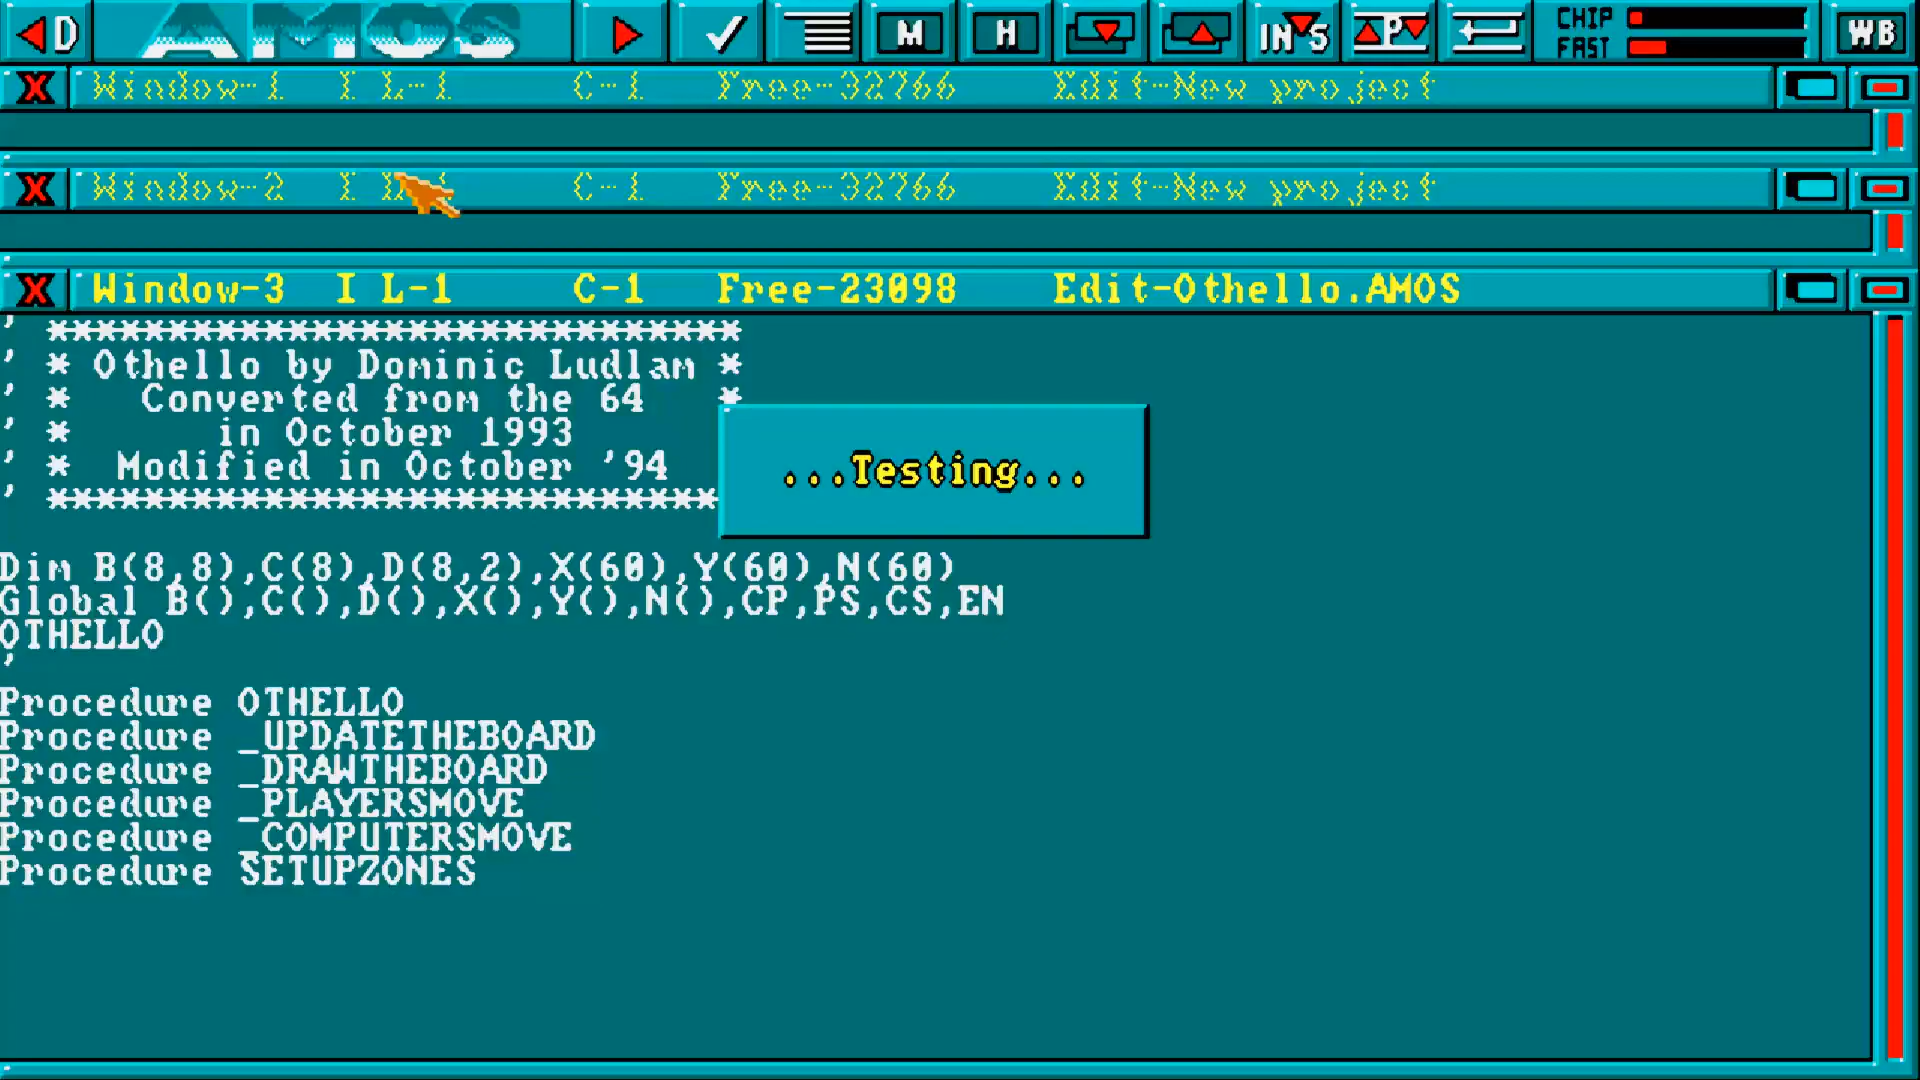 D AMOS M H INS P CHIP FAST WB
X Window-1 I L-1 C-1 Free-32766 Edit-New project
X Window-2 I L-1 C-1 Free-32766 Edit-New project
X Window-3 I L-1 C-1 Free-23098 Edit-Othello.AMOS
' *****************************
' * Othello by Dominic Ludlam *
' * Converted from the 64 *
' * in October 1993
' * Modified in October '94
' ****************************
...Testing...
Dim B(8,8),C(8),D(8,2),X(60),Y(60),N(60)
Global B(),C(),D(),X(),Y(),N(),CP,PS,CS,EN
OTHELLO
'
Procedure OTHELLO
Procedure _UPDATETHEBOARD
Procedure _DRAWTHEBOARD
Procedure _PLAYERSMOVE
Procedure _COMPUTERSMOVE
Procedure SETUPZONES